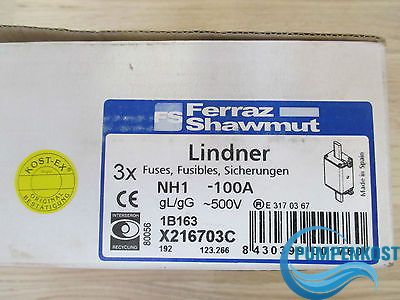 FS Ferraz
Shawmut
Lindner
3x Fuses, Fusibles, Sicherungen
NH1 -100A
gL/gG ~500V
E 317 03 67
Made in Spain
1B163
X216703C
192 123.266
80056
INTERSEROH
RECYCLING
KOST-EX
ORIGINAL
BESTÄTIGUNG
PUMPENKOST